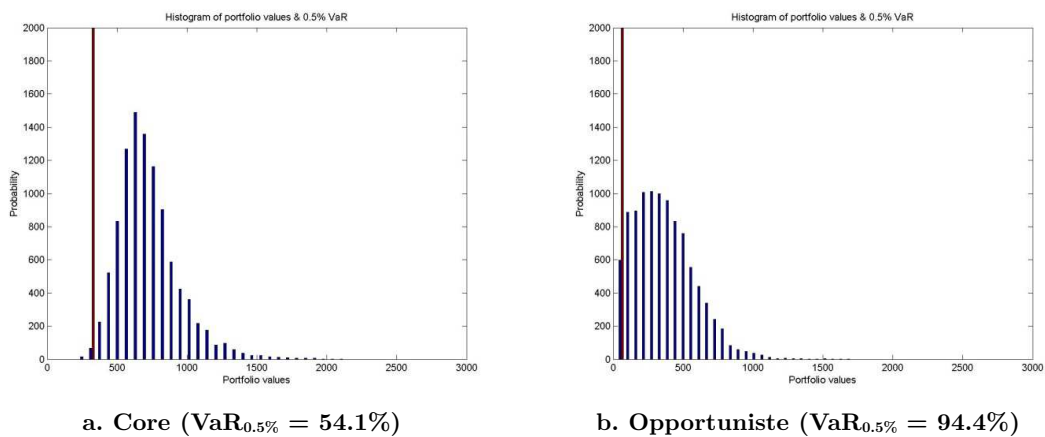 Histogram of portfolio values & 0.5% VaR
2000
1800
1600
1400
1200
1000
800
600
400
200
0
Probability
0 500 1000 1500 2000 2500 3000
Portfolio values
a. Core (VaR0.5% = 54.1%)
Histogram of portfolio values & 0.5% VaR
2000
1800
1600
1400
1200
1000
800
600
400
200
0
Probability
0 500 1000 1500 2000 2500 3000
Portfolio values
b. Opportuniste (VaR0.5% = 94.4%)